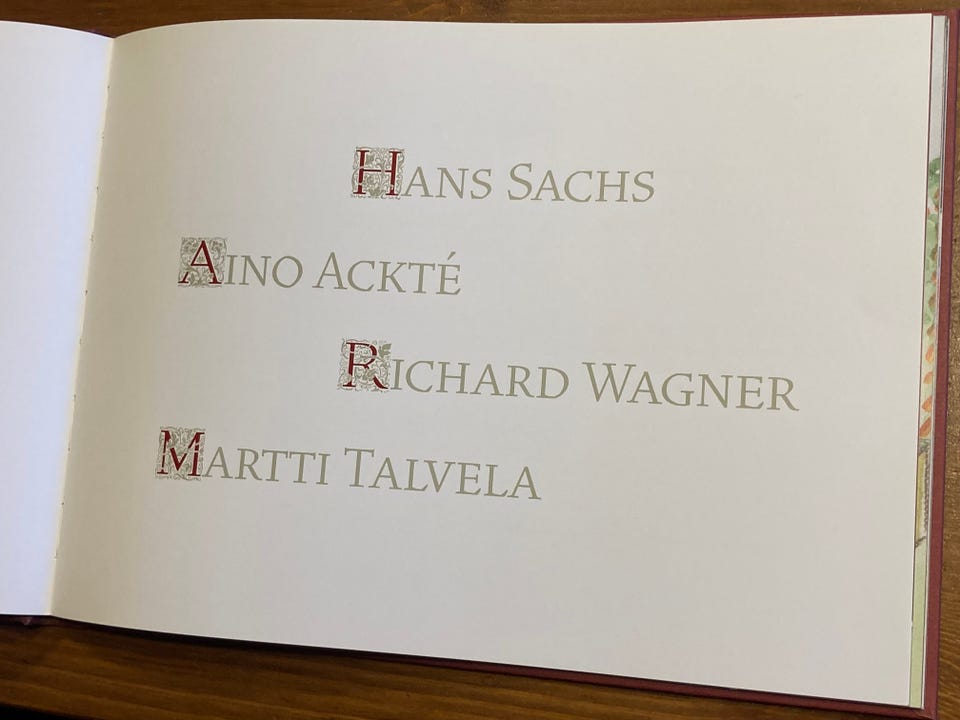 Hans Sachs
Aino Ackté
Richard Wagner
Martti Talvela